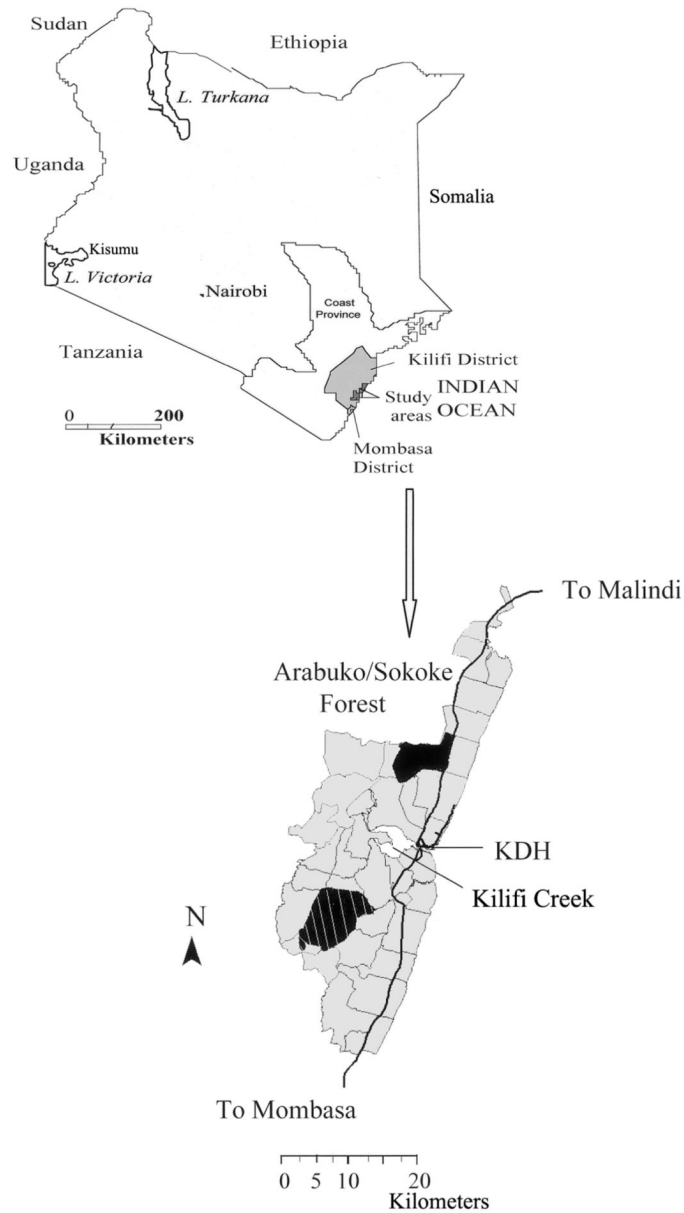 Sudan
Ethiopia
L. Turkana
Uganda
Somalia
Kisumu
L. Victoria
Nairobi
Coast
Province
Tanzania
Kilifi District
Study
areas
INDIAN
OCEAN
0 200
Kilometers
Mombasa
District
To Malindi
Arabuko/Sokoke
Forest
KDH
Kilifi Creek
N
To Mombasa
0 5 10 20
Kilometers